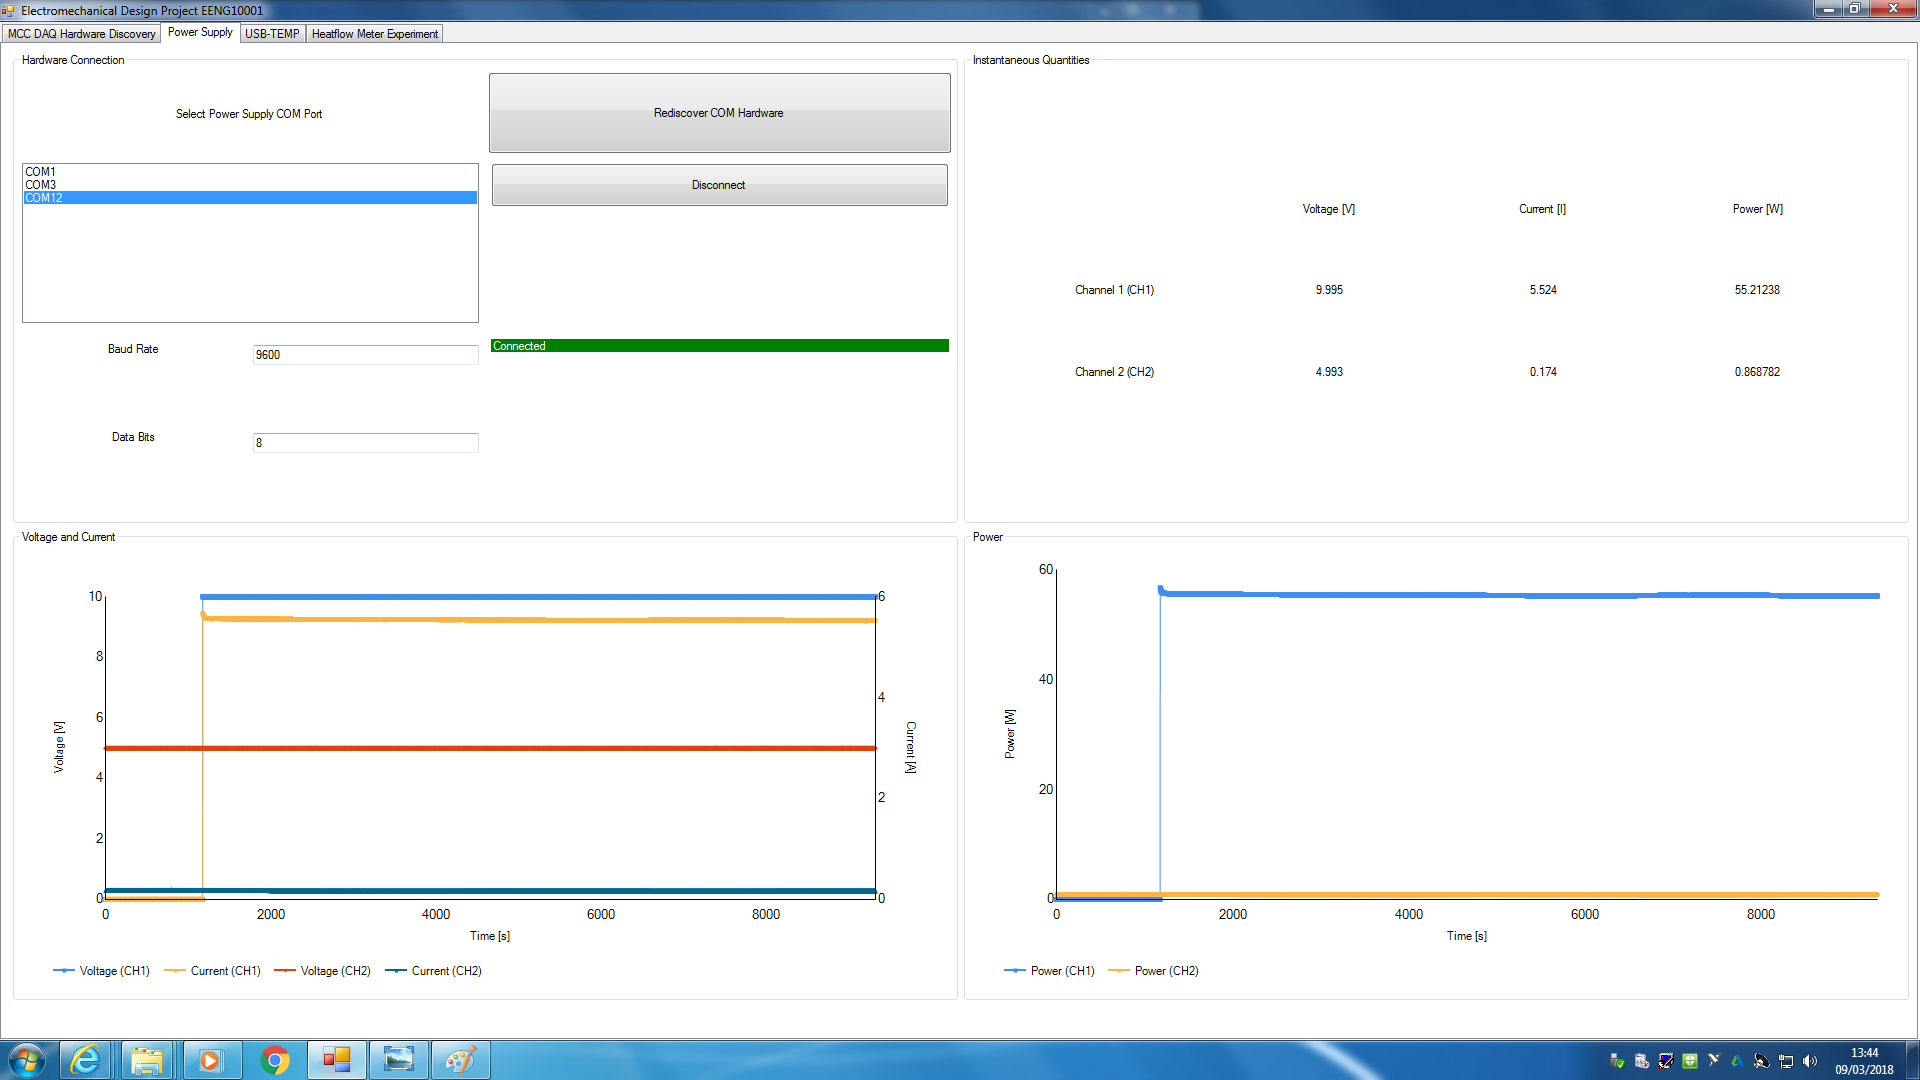 Electromechanical Design Project EENG10001
MCC DAQ Hardware Discovery
Power Supply
USB-TEMP
Heatflow Meter Experiment
Hardware Connection
Select Power Supply COM Port
Rediscover COM Hardware
COM1
COM3
COM12
Disconnect
Baud Rate
9600
Connected
Data Bits
8
Instantaneous Quantities
Voltage [V] Current [I] Power [W]
Channel 1 (CH1) 9.995 5.524 55.21238
Channel 2 (CH2) 4.993 0.174 0.868782
Voltage and Current
10
8
6
4
2
0
Voltage [V]
6
4
2
0
Current [A]
0 2000 4000 6000 8000
Time [s]
Voltage (CH1) Current (CH1) Voltage (CH2) Current (CH2)
Power
60
40
20
0
Power [W]
0 2000 4000 6000 8000
Time [s]
Power (CH1) Power (CH2)
13:44
09/03/2018